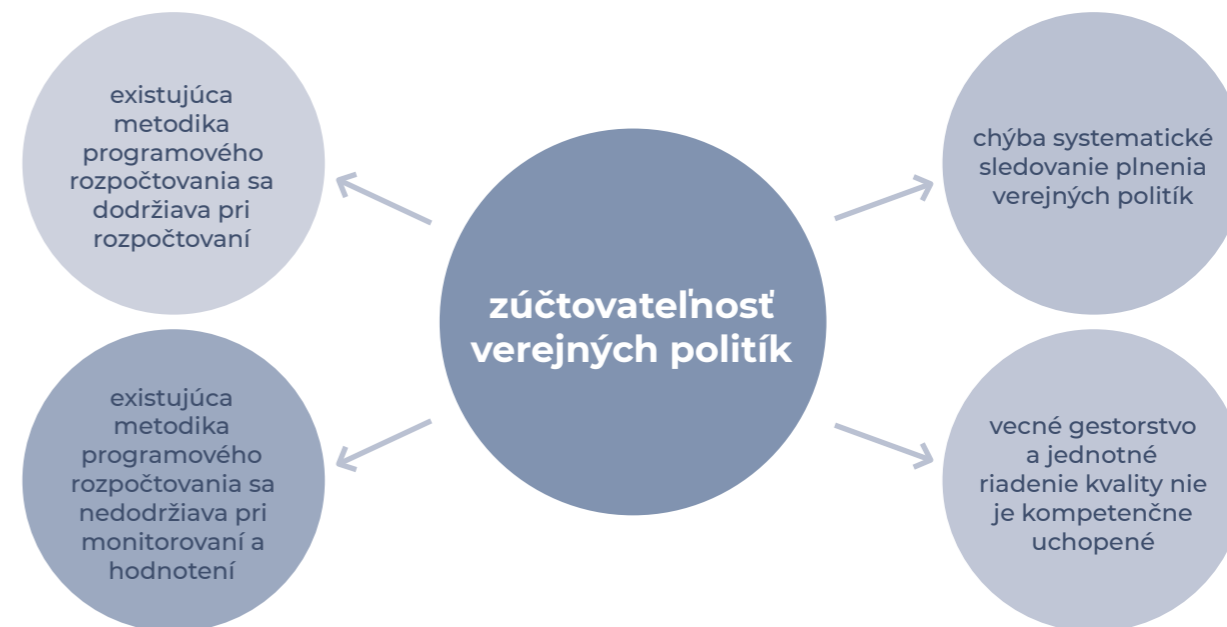 existujúca
metodika
programového
rozpočtovania sa
dodržiava pri
rozpočtovaní
chýba systematické
sledovanie plnenia
verejných politík
zúčtovateľnosť
verejných politík
existujúca
metodika
programového
rozpočtovania sa
nedodržiava pri
monitorovaní a
hodnotení
vecné gestorstvo
a jednotné
riadenie kvality nie
je kompetenčne
uchopené